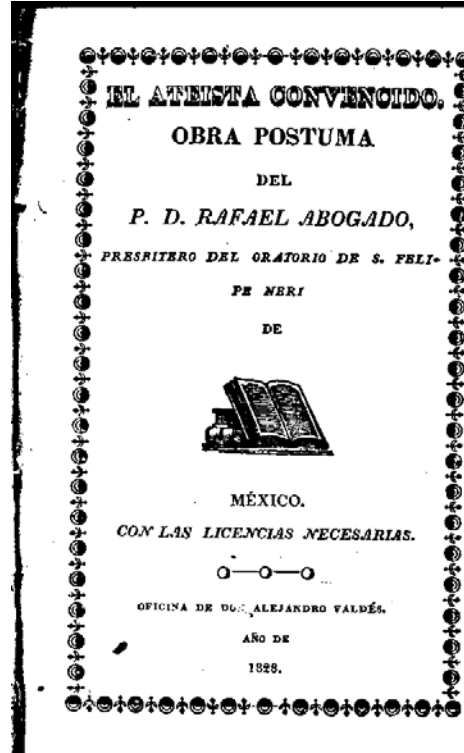 EL ATEISTA CONVENCIDO.
OBRA POSTUMA
DEL
P. D. RAFAEL ABOGADO,
PRESBITERO DEL ORATORIO DE S. FELI-
PE NERI
DE
MÉXICO.
CON LAS LICENCIAS NECESARIAS.
OFICINA DE DON ALEJANDRO VALDÉS.
AÑO DE
1828.